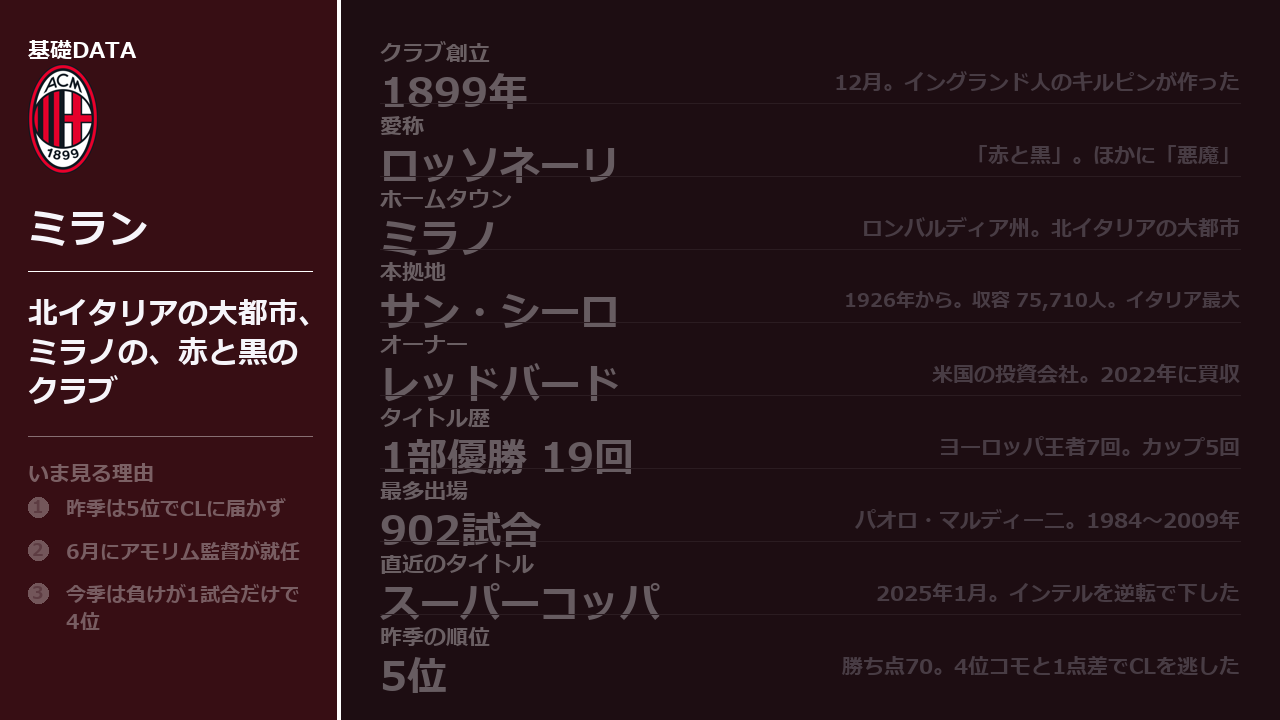 基礎DATA
ACM
1899
ミラン
北イタリアの大都市、
ミラノの、赤と黒の
クラブ
いま見る理由
1 昨季は5位でCLに届かず
2 6月にアモリム監督が就任
3 今季は負けが1試合だけで
4位
クラブ創立
1899年 12月。イングランド人のキルピンが作った
愛称
ロッソネーリ 「赤と黒」。ほかに「悪魔」
ホームタウン
ミラノ ロンバルディア州。北イタリアの大都市
本拠地
サン・シーロ 1926年から。収容 75,710人。イタリア最大
オーナー
レッドバード 米国の投資会社。2022年に買収
タイトル歴
1部優勝 19回 ヨーロッパ王者7回。カップ5回
最多出場
902試合 パオロ・マルディーニ。1984〜2009年
直近のタイトル
スーパーコッパ 2025年1月。インテルを逆転で下した
昨季の順位
5位 勝ち点70。4位コモと1点差でCLを逃した